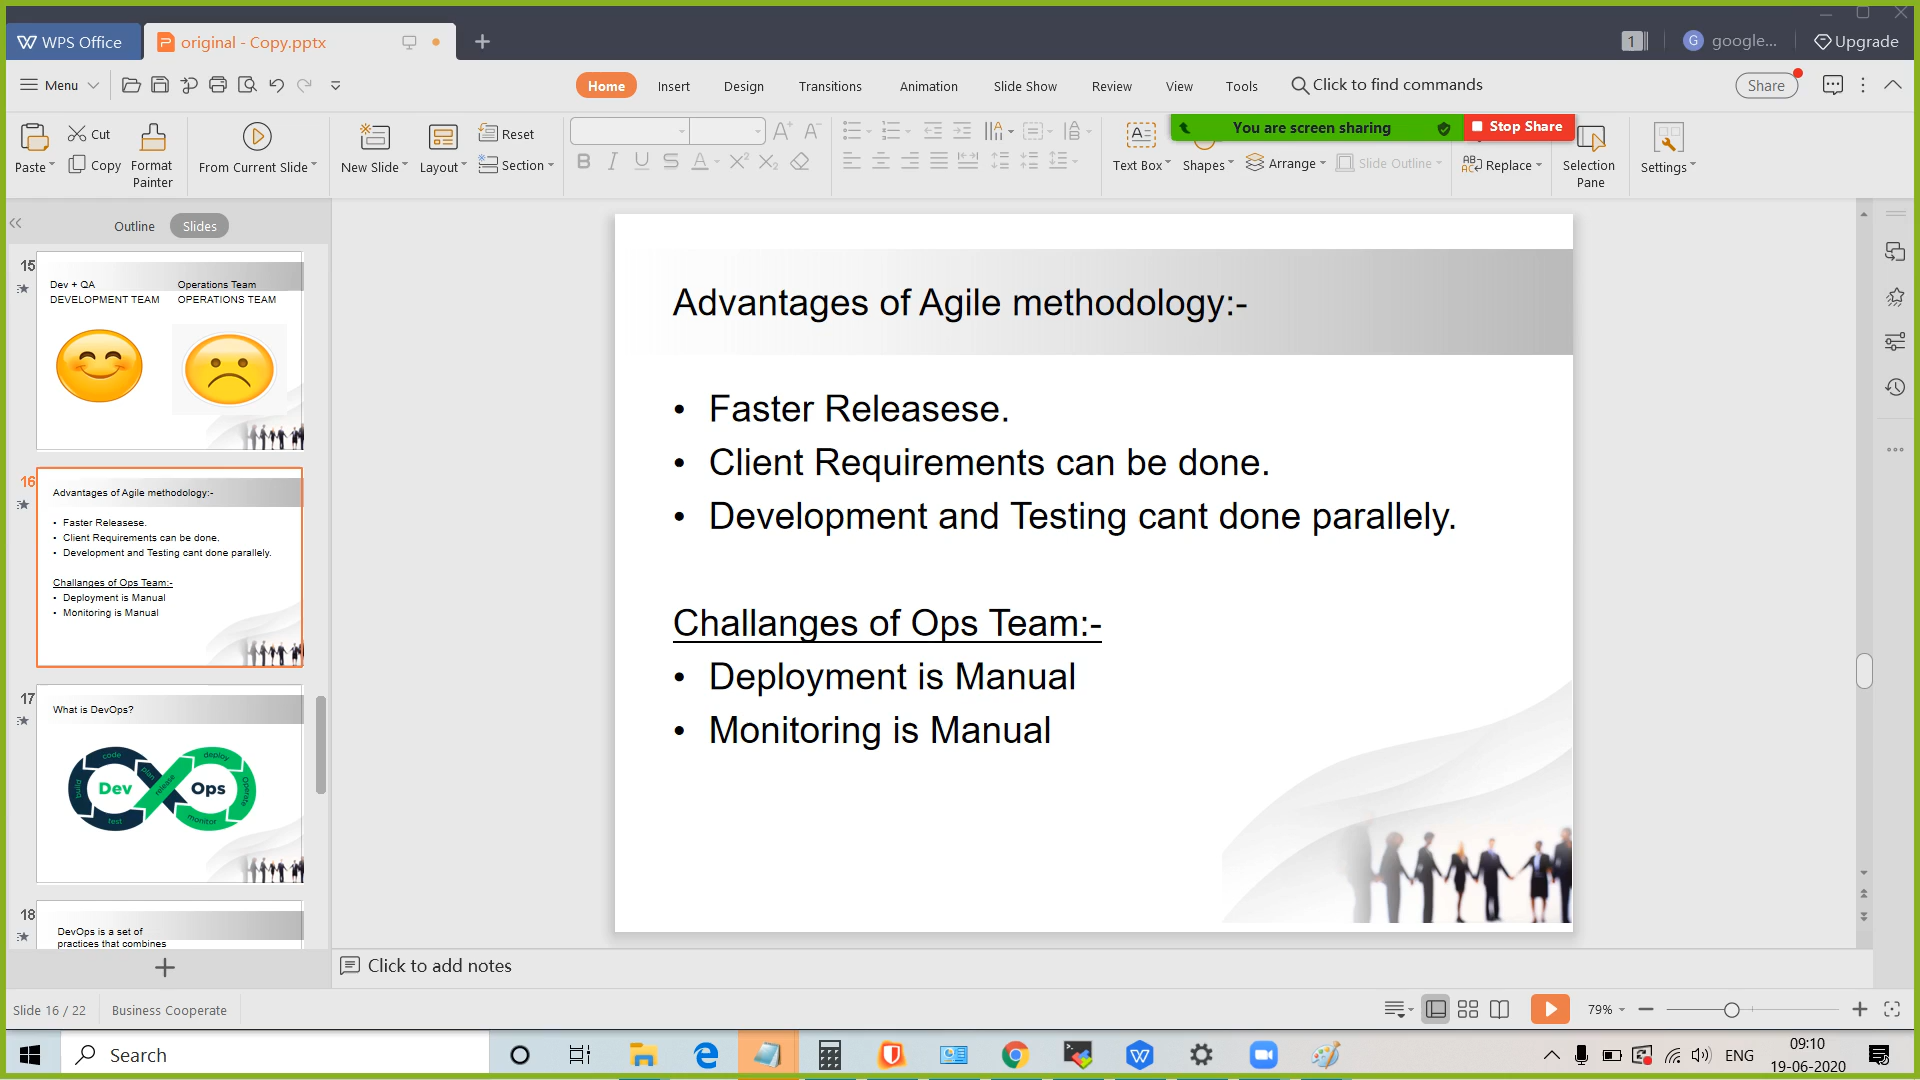 WPS Office
original - Copy.pptx
1
G google...
Upgrade
Menu
Home
Insert
Design
Transitions
Animation
Slide Show
Review
View
Tools
Click to find commands
Share
You are screen sharing
Stop Share
Paste
Cut
Copy
Format
Painter
From Current Slide
New Slide
Layout
Reset
Section
B I U S A X² X₂
Text Box
Shapes
Arrange
Slide Outline
Replace
Selection
Pane
Settings
Outline
Slides
15
Dev + QA
DEVELOPMENT TEAM
Operations Team
OPERATIONS TEAM
16
Advantages of Agile methodology:-
• Faster Releasese.
• Client Requirements can be done.
• Development and Testing cant done parallely.
Challanges of Ops Team:-
• Deployment is Manual
• Monitoring is Manual
17
What is DevOps?
Dev
Ops
code
build
test
plan
release
deploy
Operate
monitor
18
DevOps is a set of
practices that combines
Advantages of Agile methodology:-
• Faster Releasese.
• Client Requirements can be done.
• Development and Testing cant done parallely.
Challanges of Ops Team:-
• Deployment is Manual
• Monitoring is Manual
Click to add notes
Slide 16 / 22
Business Cooperate
79%
Search
ENG
09:10
19-06-2020